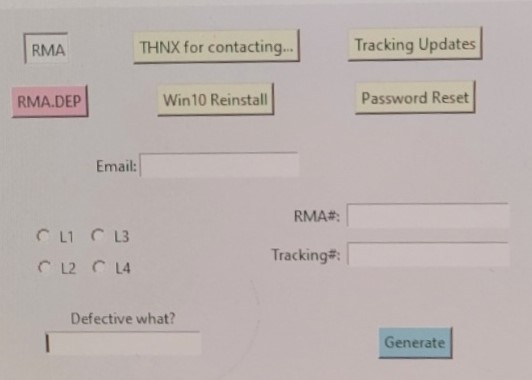 RMA
THNX for contacting...
Tracking Updates
RMA.DEP
Win10 Reinstall
Password Reset
Email:
RMA#:
L1
L3
Tracking#:
L2
L4
Defective what?
Generate